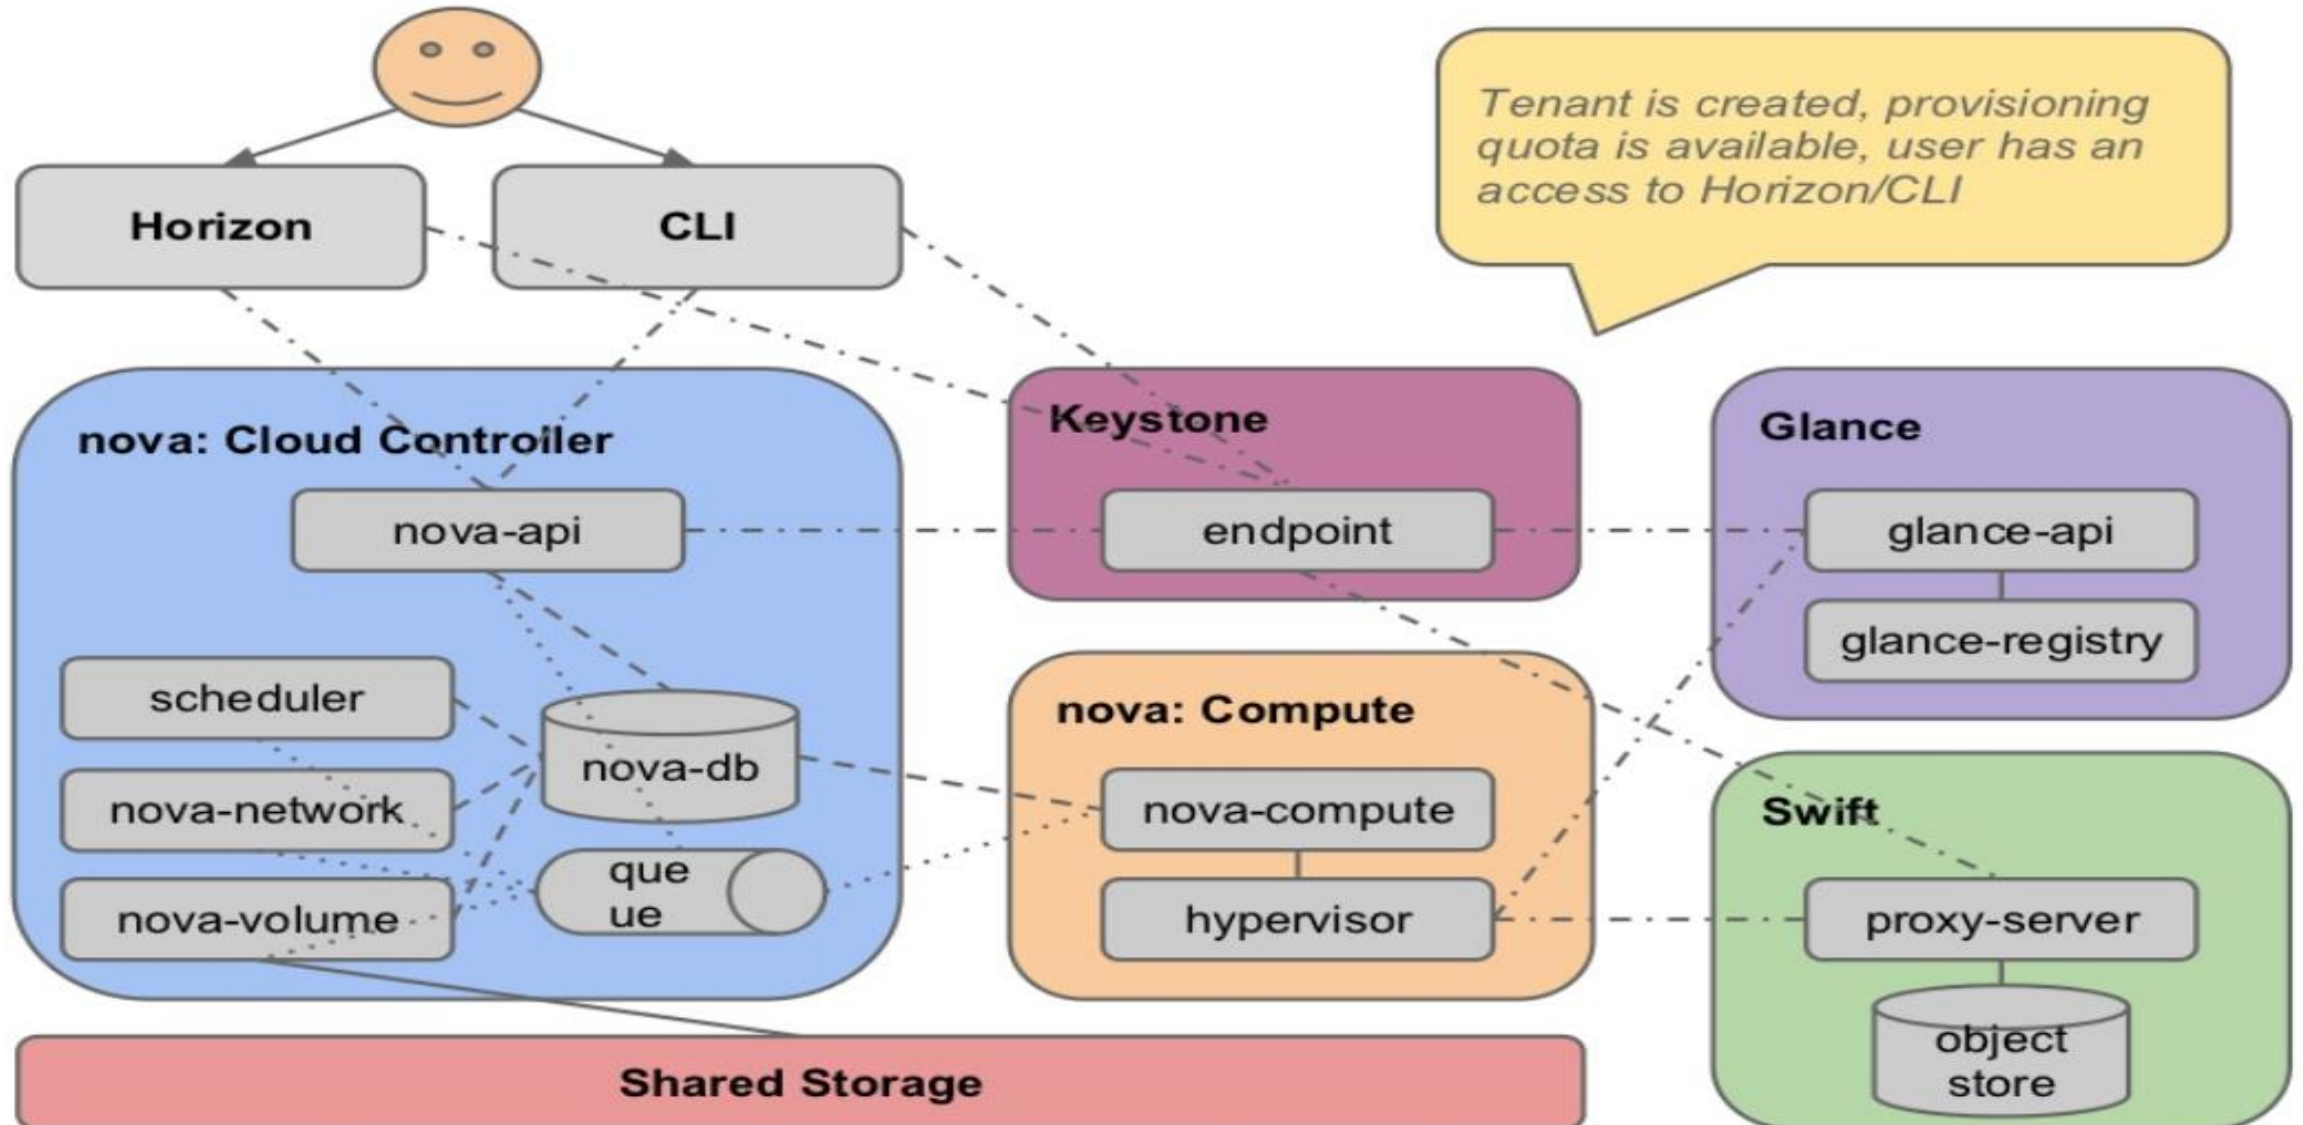 Tenant is created, provisioning
quota is available, user has an
access to Horizon/CLI
Horizon
CLI
nova: Cloud Controller
nova-api
scheduler
nova-network
nova-volume
nova-db
que
ue
Keystone
endpoint
nova: Compute
nova-compute
hypervisor
Glance
glance-api
glance-registry
Swift
proxy-server
object
store
Shared Storage